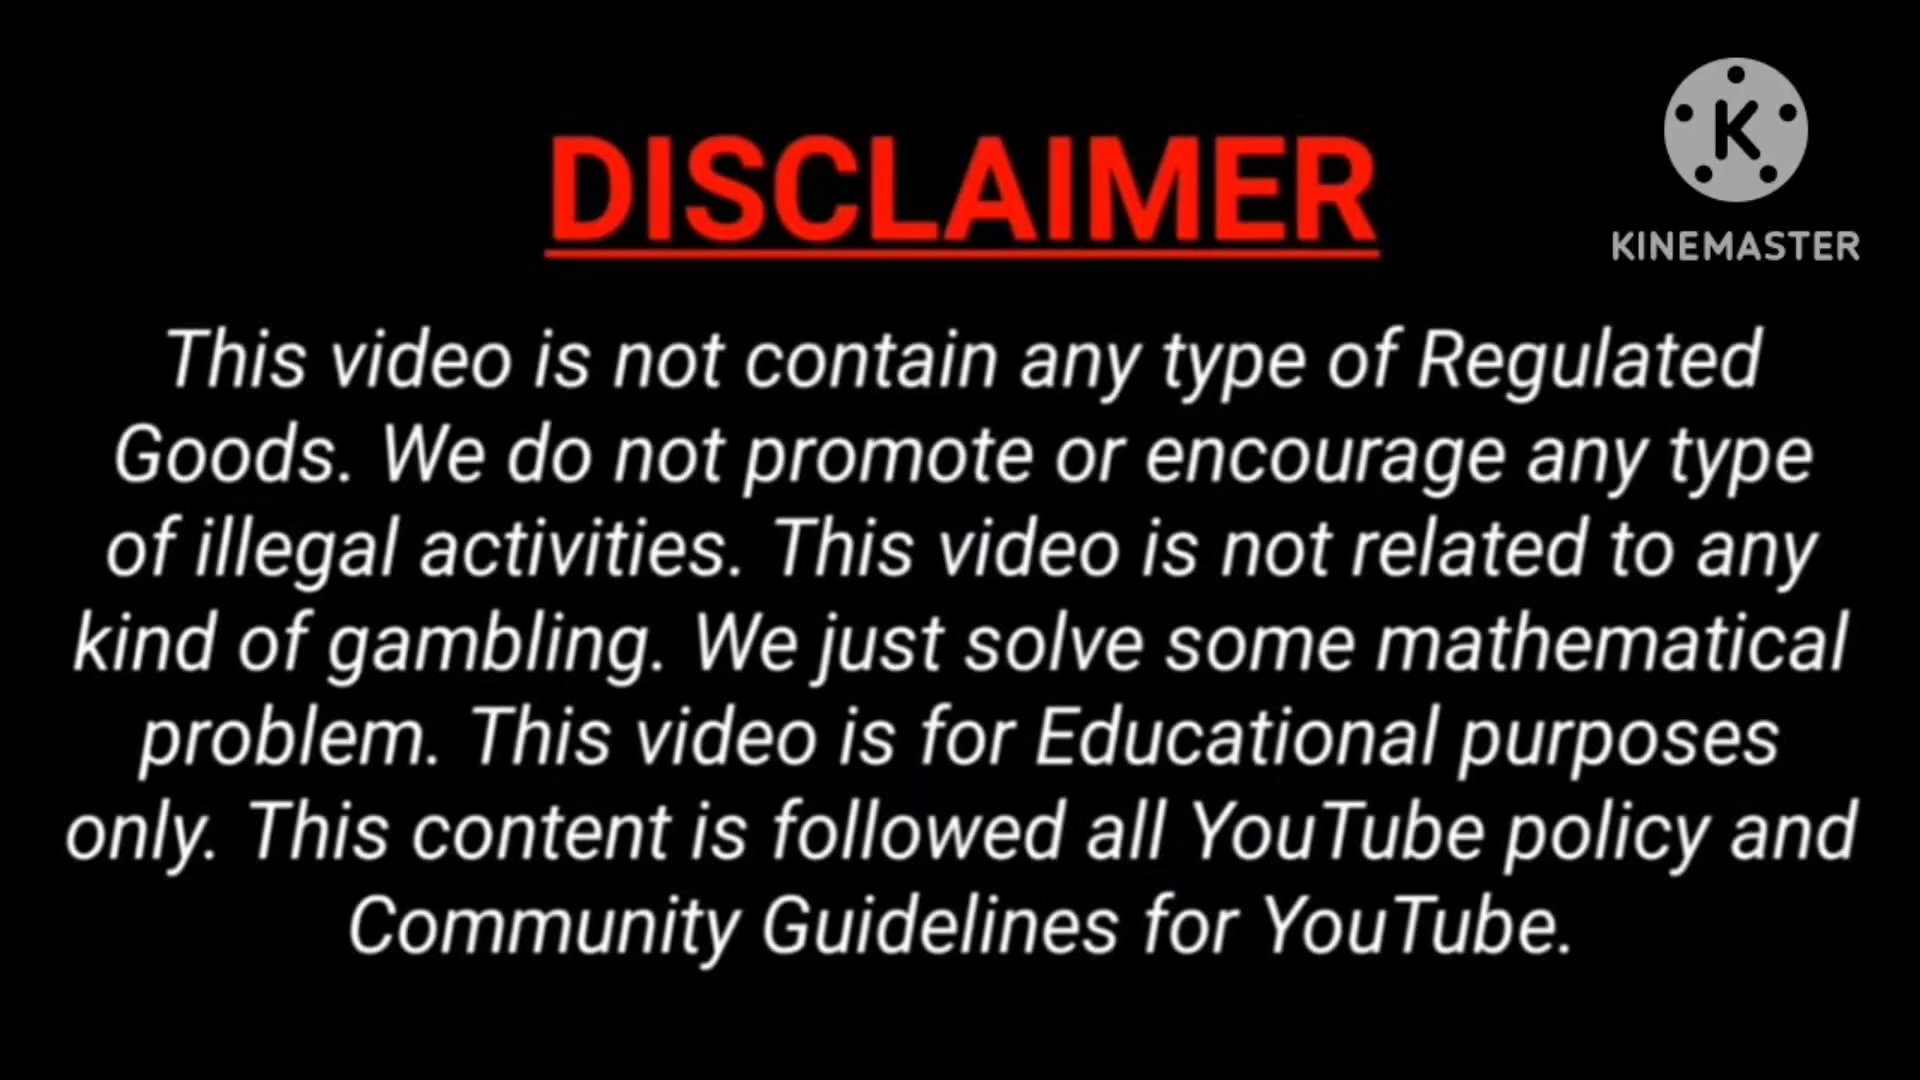 DISCLAIMER
K
KINEMASTER
This video is not contain any type of Regulated
Goods. We do not promote or encourage any type
of illegal activities. This video is not related to any
kind of gambling. We just solve some mathematical
problem. This video is for Educational purposes
only. This content is followed all YouTube policy and
Community Guidelines for YouTube.